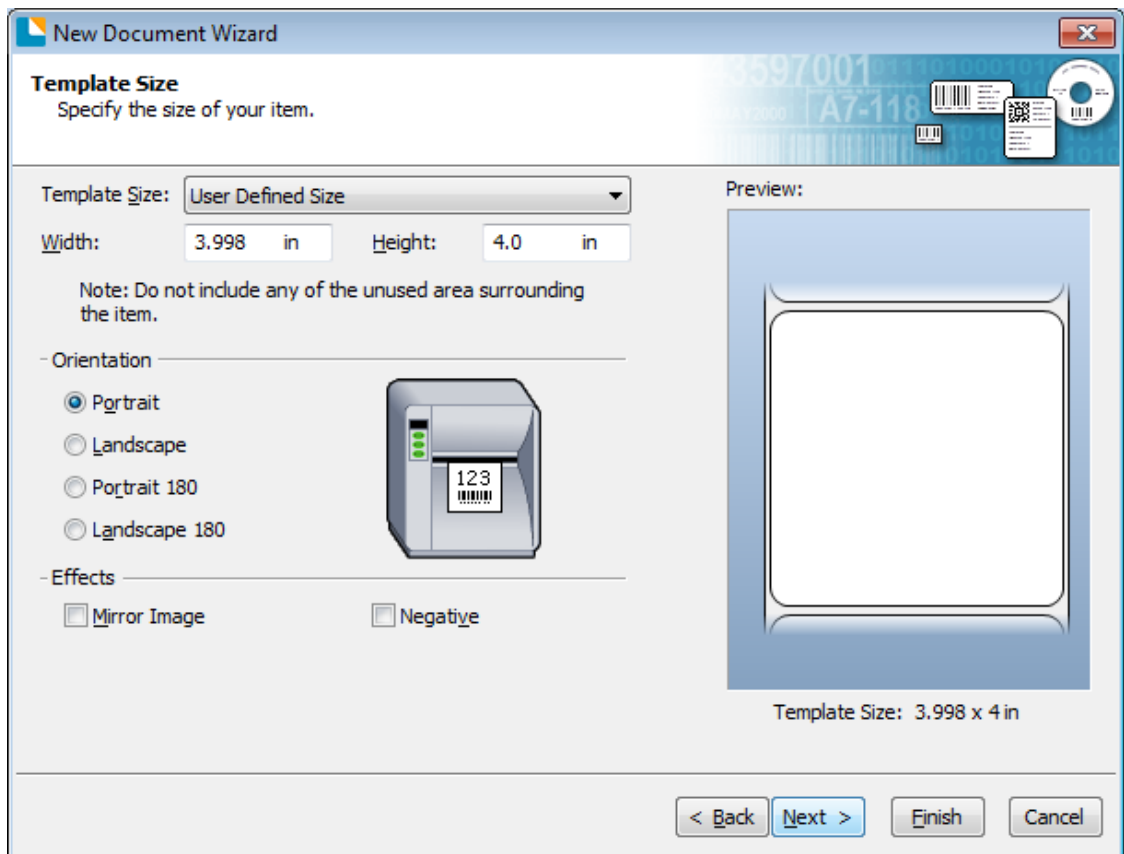 New Document Wizard
Template Size
Specify the size of your item.
3597001
A7-118
Template Size: User Defined Size
Width: 3.998 in Height: 4.0 in
Note: Do not include any of the unused area surrounding
the item.
Orientation
Portrait
Landscape
Portrait 180
Landscape 180
123
Effects
Mirror Image Negative
Preview:
Template Size: 3.998 x 4 in
< Back Next > Finish Cancel